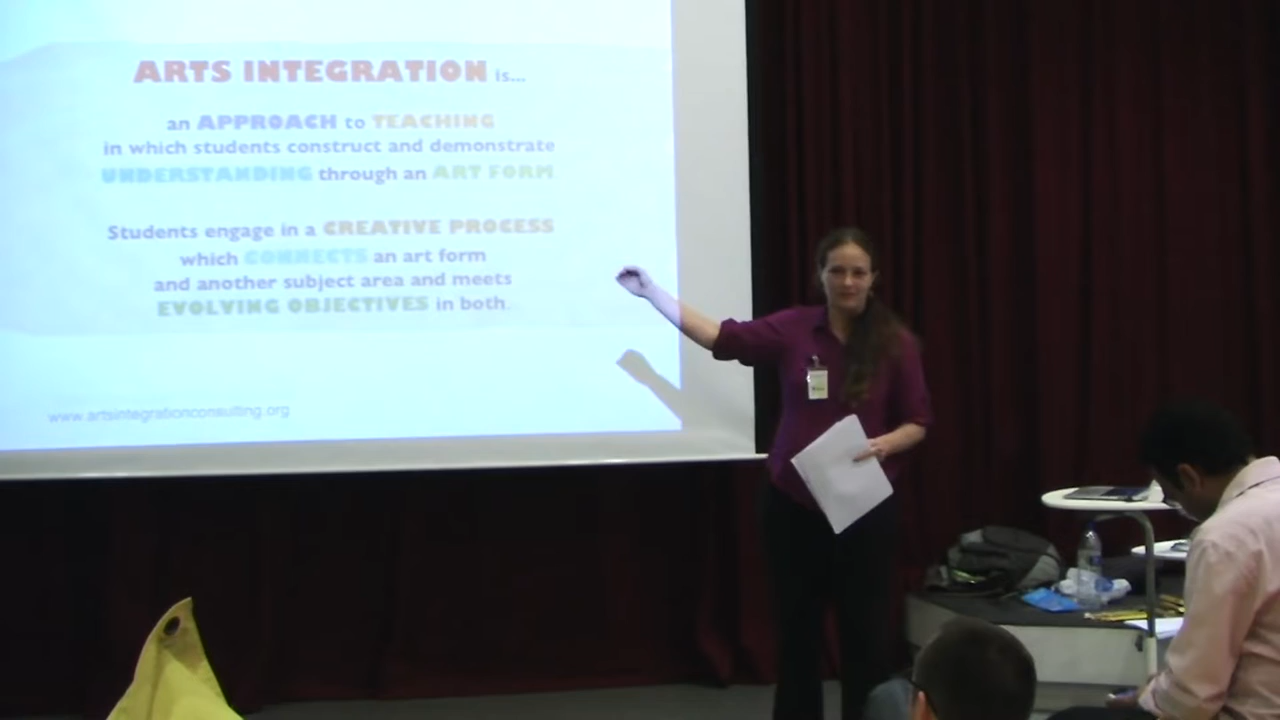 ARTS INTEGRATION is...
an APPROACH to TEACHING
in which students construct and demonstrate
UNDERSTANDING through an ART FORM
Students engage in a CREATIVE PROCESS
which CONNECTS an art form
and another subject area and meets
EVOLVING OBJECTIVES in both.
www.artsintegrationconsulting.org